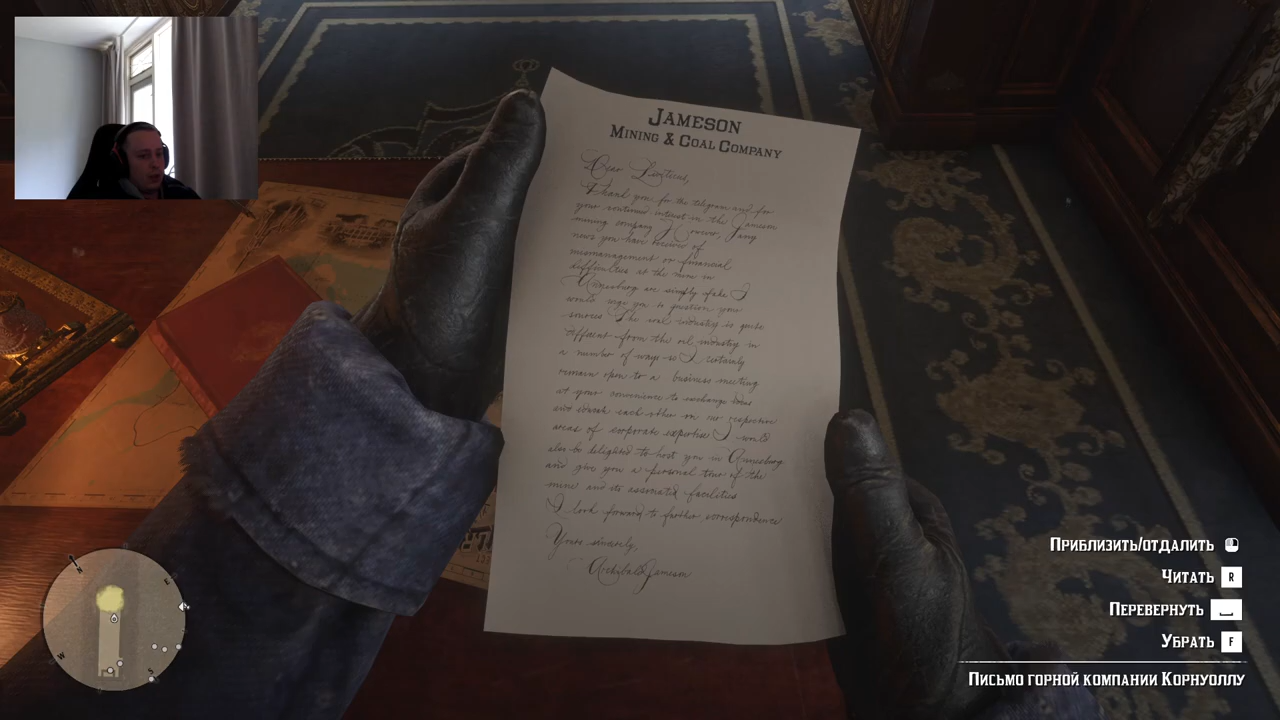 JAMESON
MINING & COAL COMPANY
Dear Leviticus,
Thank you for the telegram and for
your continued interest in the Jameson
mining company. However, any
news you have receive of
mismanagement or financial
difficulties at the mine in
Annesburg are simply fake I
would urge you to question your
sources The coal industry is quite
different from the oil industry in
a number of ways so I certainly
remain open to a business meeting
at your convenience to exchange ideas
and educate each other on our respective
areas of corporate expertise I would
also be delighted to host you in Annesburg
and give you a personal tour of the
mine and its associated facilities
I look forward to further correspondence
Yours sincerely,
Archibald Jameson
ПРИБЛИЗИТЬ/ОТДАЛИТЬ
ЧИТАТЬ R
ПЕРЕВЕРНУТЬ
УБРАТЬ F
ПИСЬМО ГОРНОЙ КОМПАНИИ КОРНУОЛЛУ